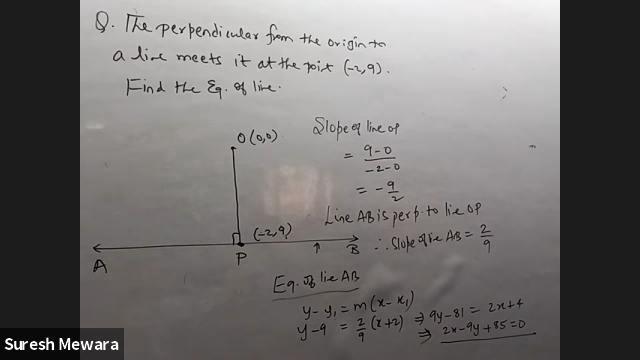 Q. The perpendicular from the origin to
a line meets it at the point (-2,9).
Find the Eq. of line.
O (0,0)
Slope of line OP
= 9-0 / -2-0
= -9/2
Line AB is perp. to lie OP
∴ Slope of lie AB = 2/9
(-2,9)
A
P
B
Eq. of lie AB
y-y₁ = m(x-x₁)
y-9 = 2/9 (x+2)
⇒ 9y-81 = 2x+4
⇒ 2x-9y+85=0
Suresh Mewara